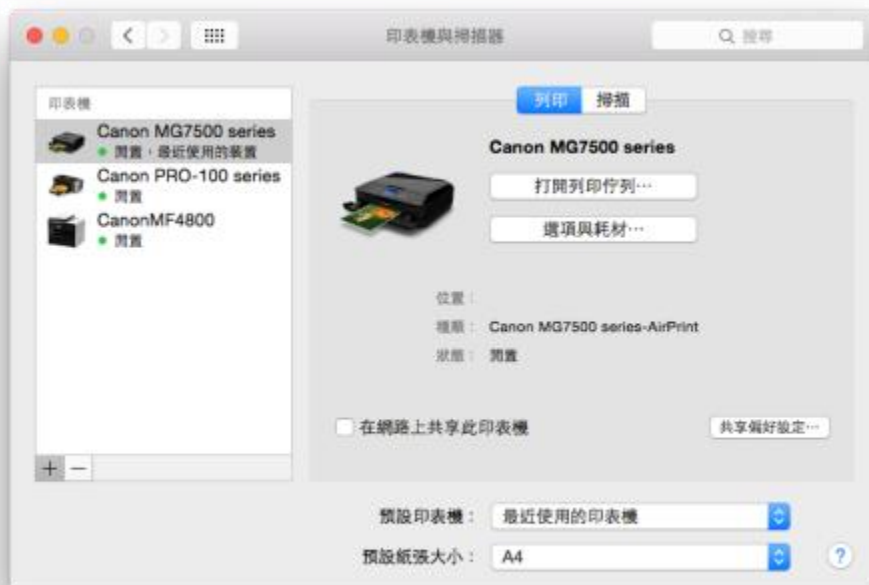 印表機與掃描器
搜尋
印表機
Canon MG7500 series
閒置，最近使用的裝置
Canon PRO-100 series
閒置
CanonMF4800
閒置
列印 掃描
Canon MG7500 series
打開列印佇列…
選項與耗材…
位置：
種類： Canon MG7500 series-AirPrint
狀態： 閒置
在網路上共享此印表機
共享偏好設定…
+ −
預設印表機： 最近使用的印表機
預設紙張大小： A4
?